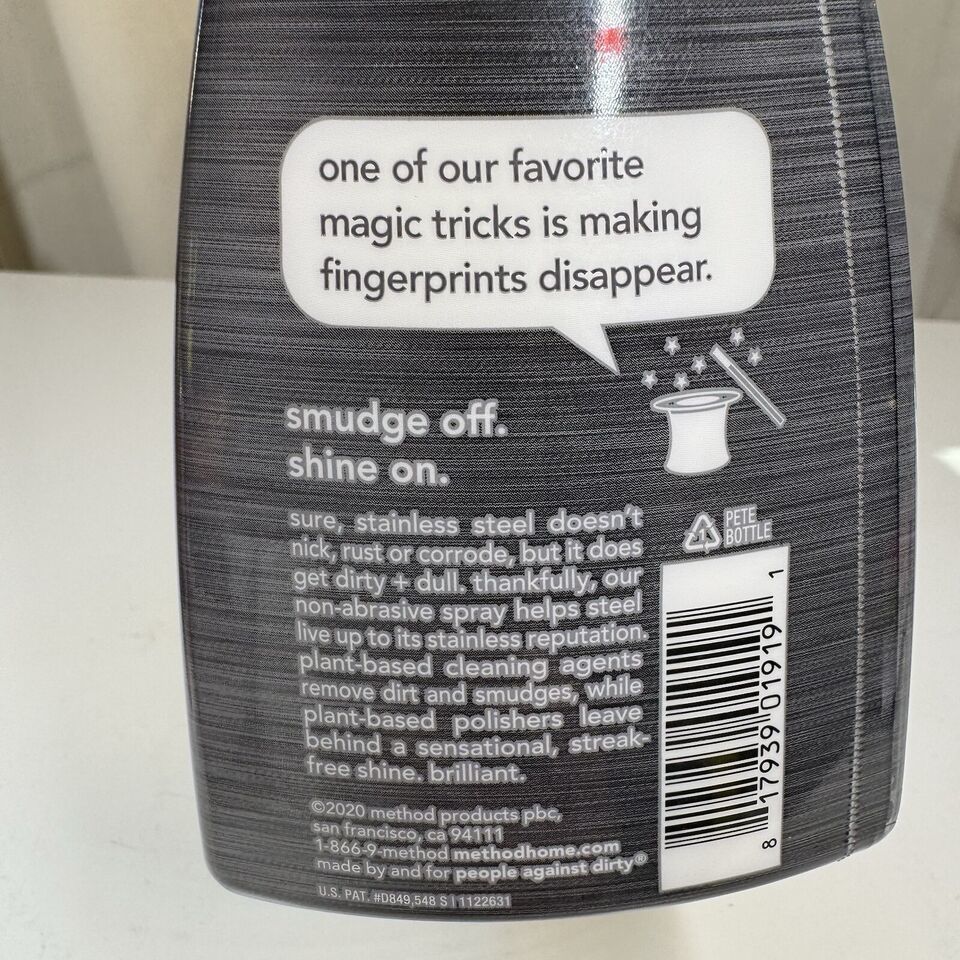 one of our favorite
magic tricks is making
fingerprints disappear.
smudge off.
shine on.
sure, stainless steel doesn't
nick, rust or corrode, but it does
get dirty + dull. thankfully, our
non-abrasive spray helps steel
live up to its stainless reputation.
plant-based cleaning agents
remove dirt and smudges, while
plant-based polishers leave
behind a sensational, streak-
free shine. brilliant.
©2020 method products pbc,
san francisco, ca 94111
1-866-9-method methodhome.com
made by and for people against dirty®
U.S. PAT. #D849,548 S | 1122631
1
PETE
BOTTLE
8 17939 01919 1